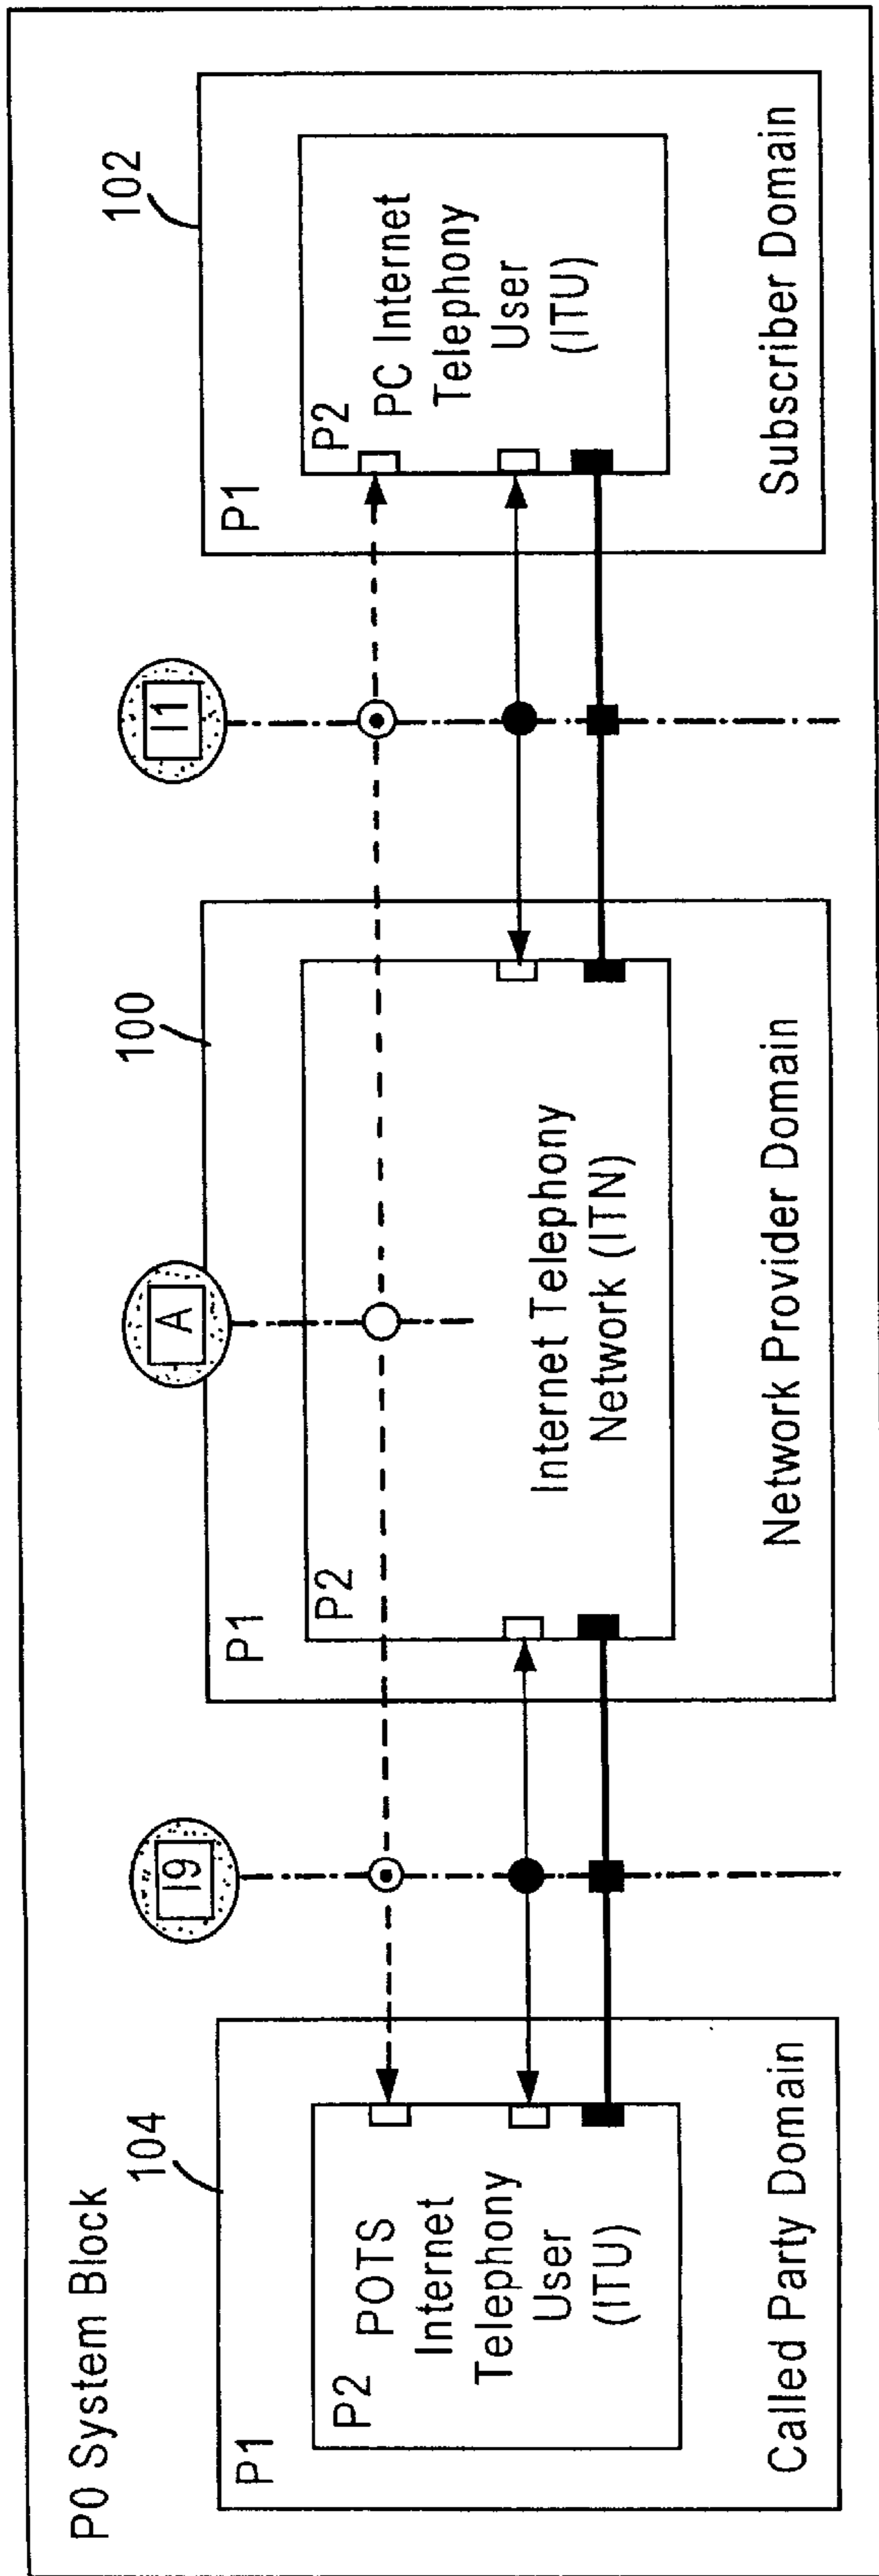 P0 System Block
104
P1
P2
POTS
Internet
Telephony
User
(ITU)
Called Party Domain
I9
100
P1
P2
A
Internet Telephony
Network (ITN)
Network Provider Domain
I1
102
P1
P2
PC Internet
Telephony
User
(ITU)
Subscriber Domain